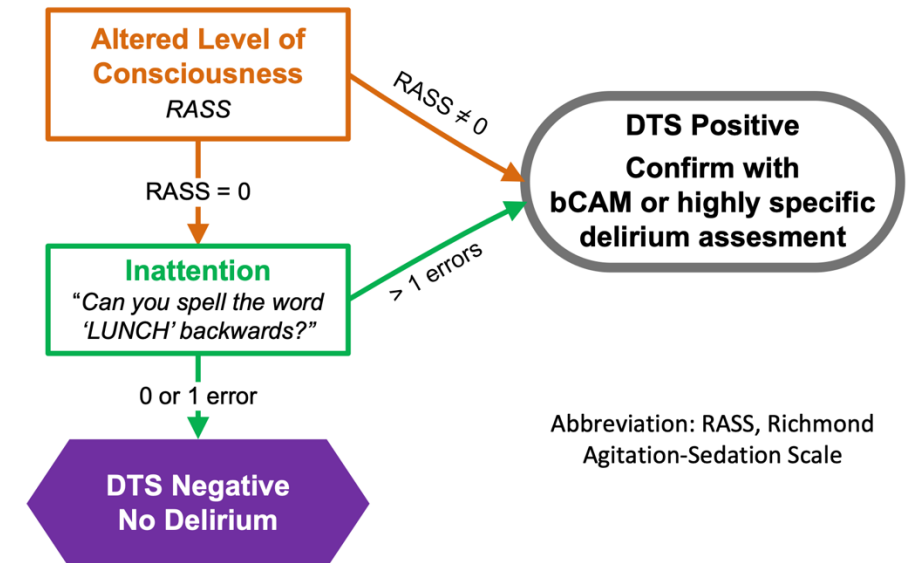 Altered Level of
Consciousness
RASS
RASS ≠ 0
DTS Positive
Confirm with
bCAM or highly specific
delirium assesment
RASS = 0
Inattention
“Can you spell the word
‘LUNCH’ backwards?”
> 1 errors
0 or 1 error
DTS Negative
No Delirium
Abbreviation: RASS, Richmond
Agitation-Sedation Scale